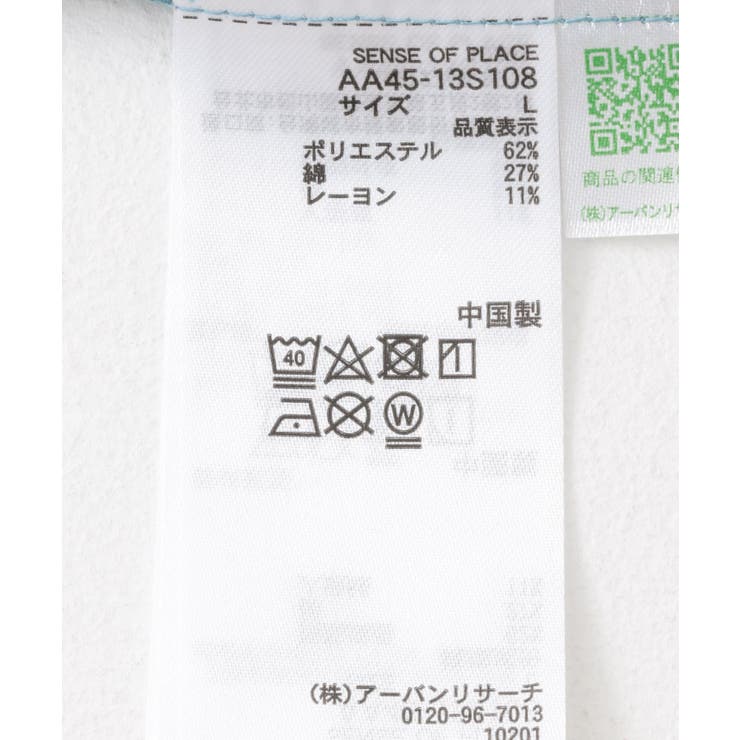 SENSE OF PLACE
AA45-13S108
サイズ L
品質表示
ポリエステル 62%
綿 27%
レーヨン 11%
中国製
40
W
(株)アーバンリサーチ
0120-96-7013
10201
商品の関連
(株)アーバンリサー